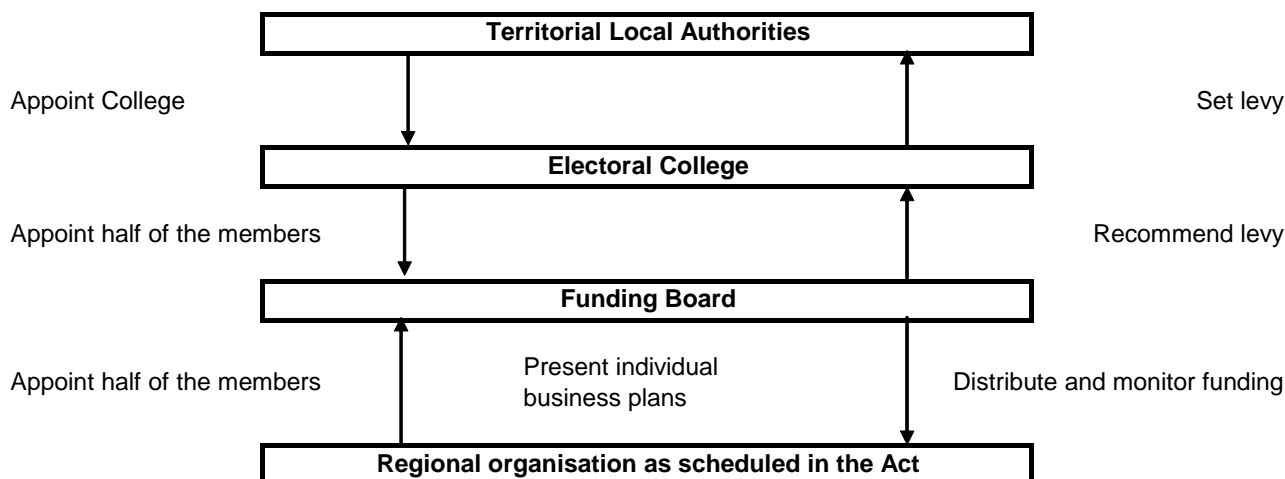 Territorial Local Authorities
Appoint College
Set levy
Electoral College
Appoint half of the members
Recommend levy
Funding Board
Appoint half of the members
Present individual
business plans
Distribute and monitor funding
Regional organisation as scheduled in the Act